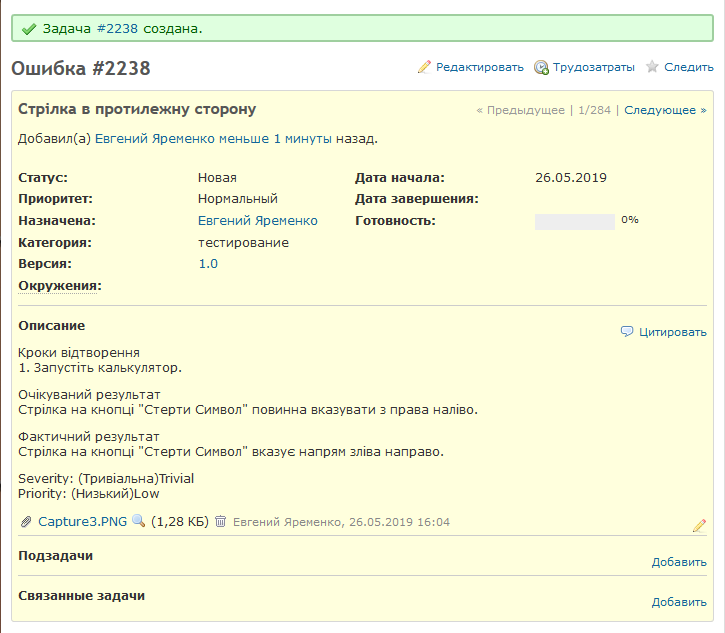 Задача #2238 создана.
Ошибка #2238
Редактировать Трудозатраты Следить
Стрілка в протилежну сторону
« Предыдущее | 1/284 | Следующее »
Добавил(а) Евгений Яременко меньше 1 минуты назад.
Статус: Новая Дата начала: 26.05.2019
Приоритет: Нормальный Дата завершения:
Назначена: Евгений Яременко Готовность: 0%
Категория: тестирование
Версия: 1.0
Окружения:
Описание
Цитировать
Кроки відтворення
1. Запустіть калькулятор.
Очікуваний результат
Стрілка на кнопці "Стерти Символ" повинна вказувати з права наліво.
Фактичний результат
Стрілка на кнопці "Стерти Символ" вказує напрям зліва направо.
Severity: (Тривіальна)Trivial
Priority: (Низький)Low
Capture3.PNG (1,28 КБ) Евгений Яременко, 26.05.2019 16:04
Подзадачи
Добавить
Связанные задачи
Добавить